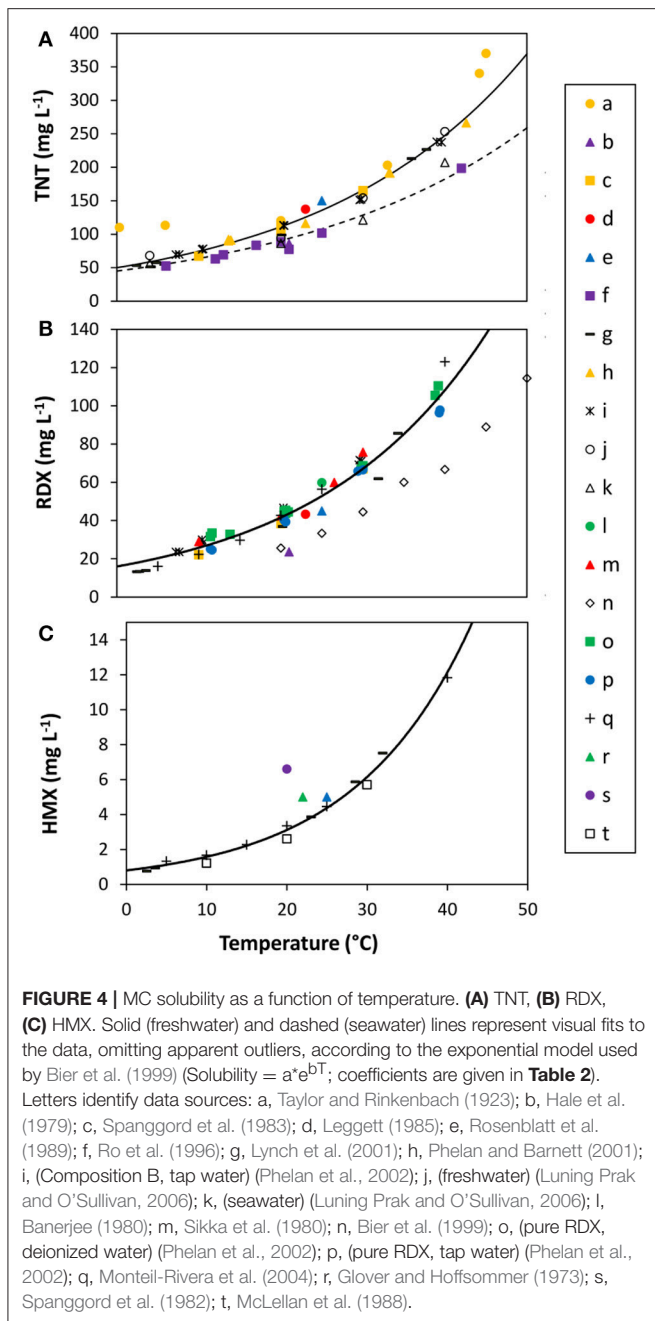 A
TNT (mg L-1)
400
350
300
250
200
150
100
50
0
B
RDX (mg L-1)
140
120
100
80
60
40
20
0
C
HMX (mg L-1)
14
12
10
8
6
4
2
0
0 10 20 30 40 50
Temperature (°C)
a
b
c
d
e
f
g
h
i
j
k
l
m
n
o
p
q
r
s
t
FIGURE 4 | MC solubility as a function of temperature. (A) TNT, (B) RDX,
(C) HMX. Solid (freshwater) and dashed (seawater) lines represent visual fits to
the data, omitting apparent outliers, according to the exponential model used
by Bier et al. (1999) (Solubility = a*e^bT; coefficients are given in Table 2).
Letters identify data sources: a, Taylor and Rinkenbach (1923); b, Hale et al.
(1979); c, Spanggord et al. (1983); d, Leggett (1985); e, Rosenblatt et al.
(1989); f, Ro et al. (1996); g, Lynch et al. (2001); h, Phelan and Barnett (2001);
i, (Composition B, tap water) (Phelan et al., 2002); j, (freshwater) (Luning Prak
and O'Sullivan, 2006); k, (seawater) (Luning Prak and O'Sullivan, 2006); l,
Banerjee (1980); m, Sikka et al. (1980); n, Bier et al. (1999); o, (pure RDX,
deionized water) (Phelan et al., 2002); p, (pure RDX, tap water) (Phelan et al.,
2002); q, Monteil-Rivera et al. (2004); r, Glover and Hoffsommer (1973); s,
Spanggord et al. (1982); t, McLellan et al. (1988).